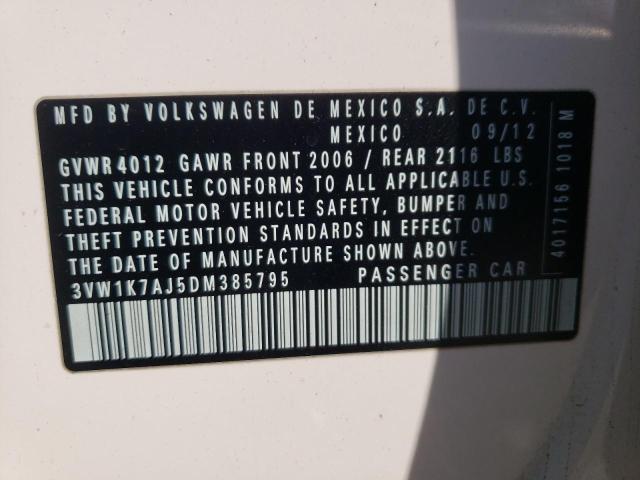 MFD BY VOLKSWAGEN DE MEXICO S.A. DE C.V.
MEXICO 09/12
GVWR 4012 GAWR FRONT 2006 / REAR 2116 LBS
THIS VEHICLE CONFORMS TO ALL APPLICABLE U.S.
FEDERAL MOTOR VEHICLE SAFETY, BUMPER AND
THEFT PREVENTION STANDARDS IN EFFECT ON
THE DATE OF MANUFACTURE SHOWN ABOVE.
3VW1K7AJ5DM385795 PASSENGER CAR
4017156 1018 M